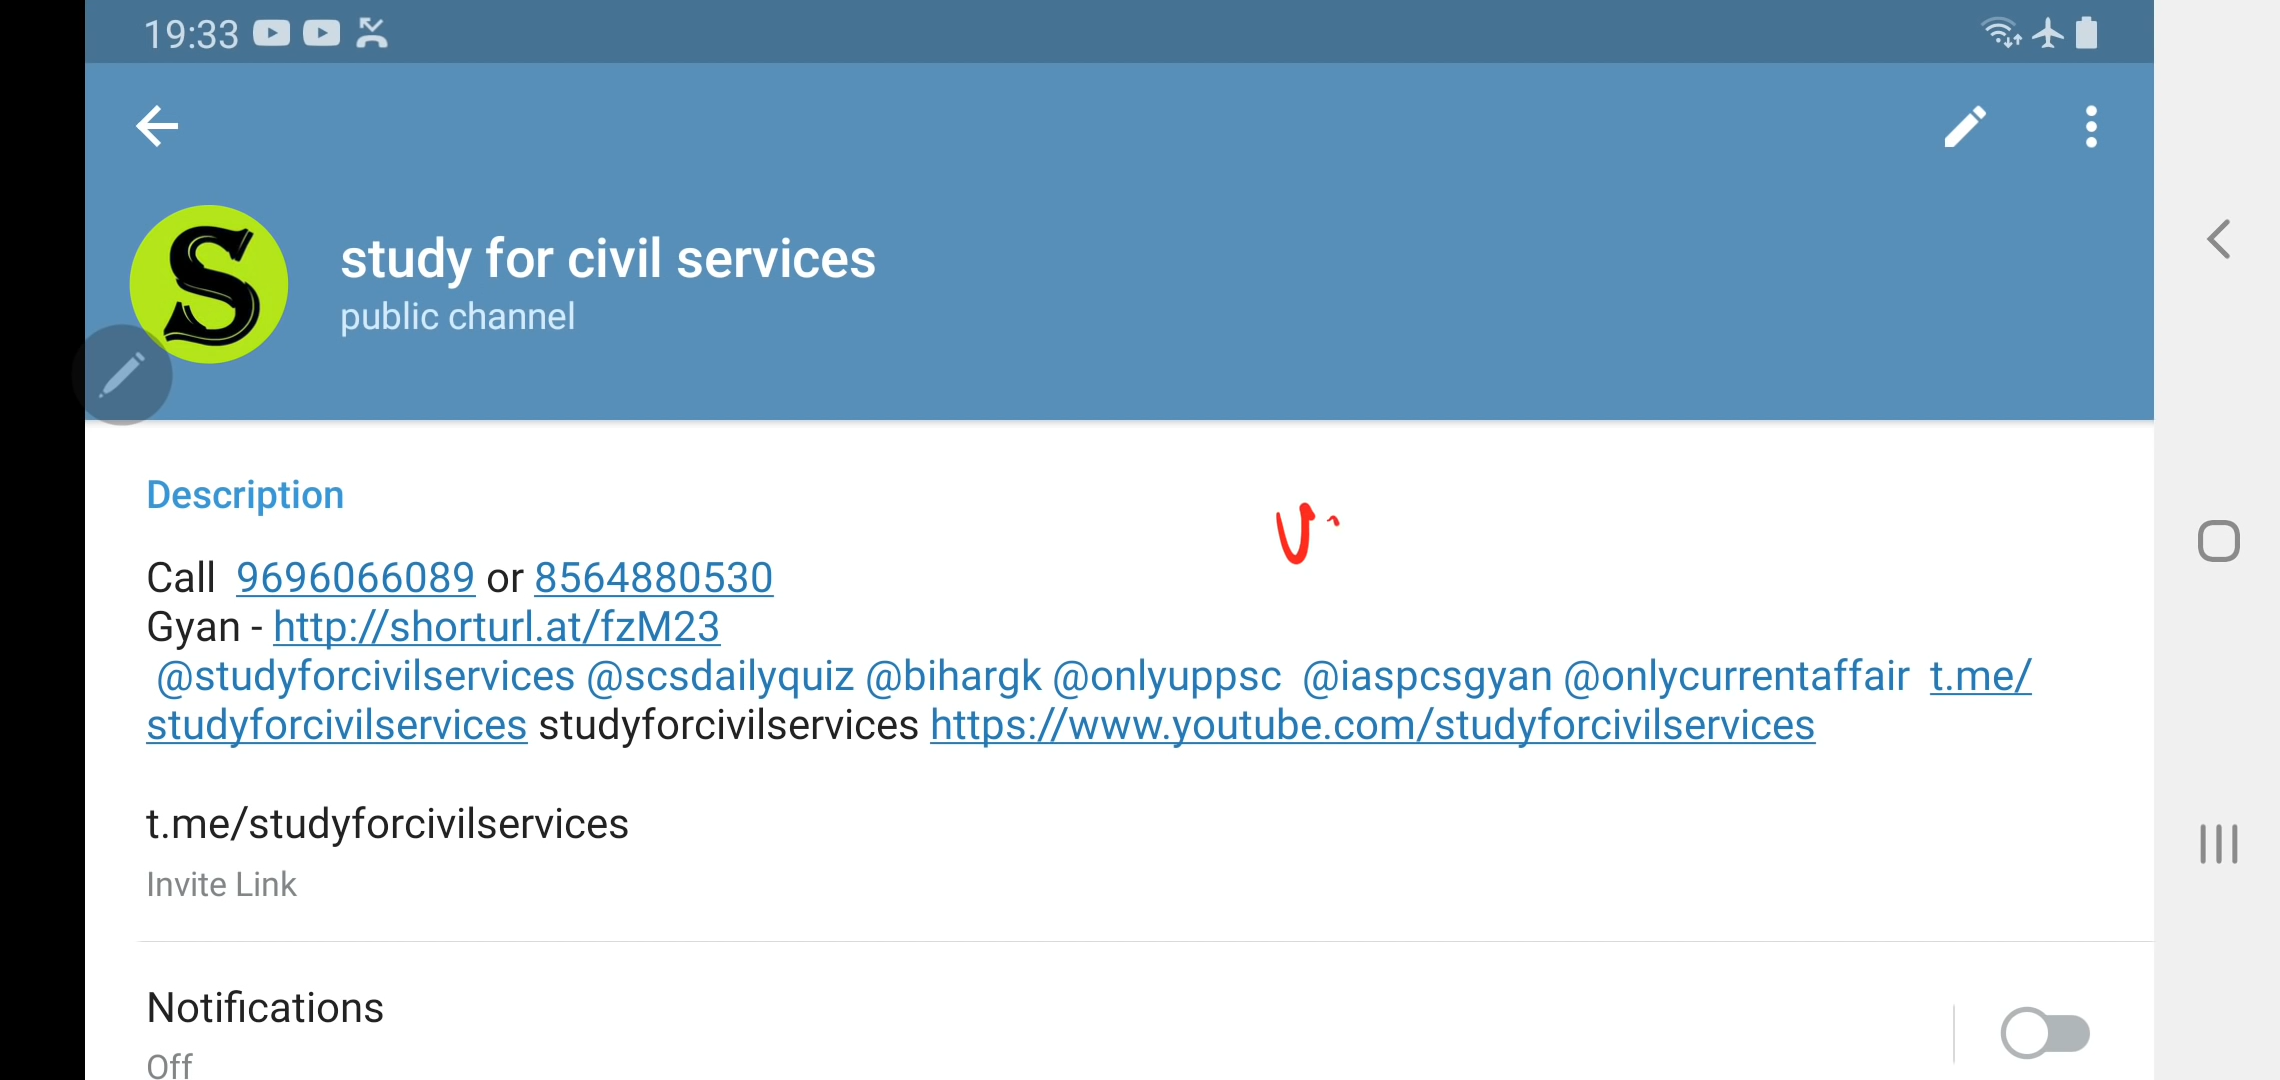 19:33
S
study for civil services
public channel
Description
Call 9696066089 or 8564880530
Gyan - http://shorturl.at/fzM23
@studyforcivilservices @scsdailyquiz @bihargk @onlyuppsc @iaspcsgyan @onlycurrentaffair t.me/
studyforcivilservices studyforcivilservices https://www.youtube.com/studyforcivilservices
t.me/studyforcivilservices
Invite Link
Notifications
Off